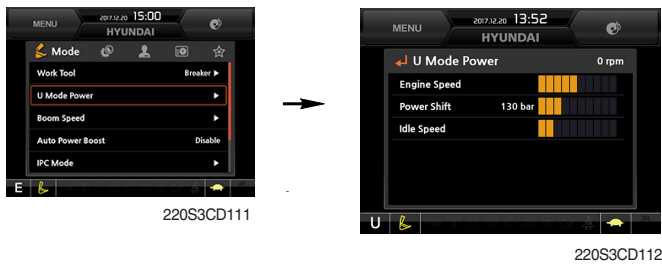 MENU
2017.12.20 15:00
HYUNDAI
Mode
Work Tool Breaker ▶
U Mode Power ▶
Boom Speed ▶
Auto Power Boost Disable
IPC Mode ▶
E
220S3CD111
MENU
2017.12.20 13:52
HYUNDAI
U Mode Power 0 rpm
Engine Speed
Power Shift 130 bar
Idle Speed
U
220S3CD112